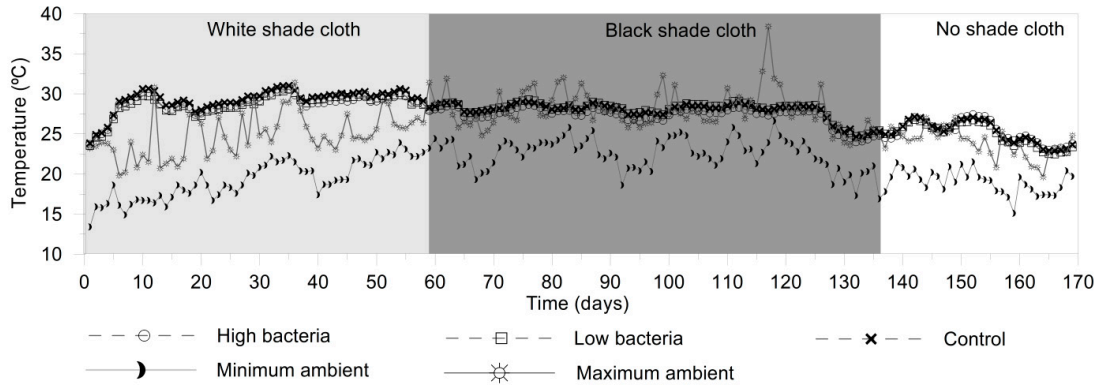 40
White shade cloth Black shade cloth No shade cloth
35
30
25
20
15
10
Temperature (ºC)
0 10 20 30 40 50 60 70 80 90 100 110 120 130 140 150 160 170
Time (days)
High bacteria Low bacteria Control
Minimum ambient Maximum ambient